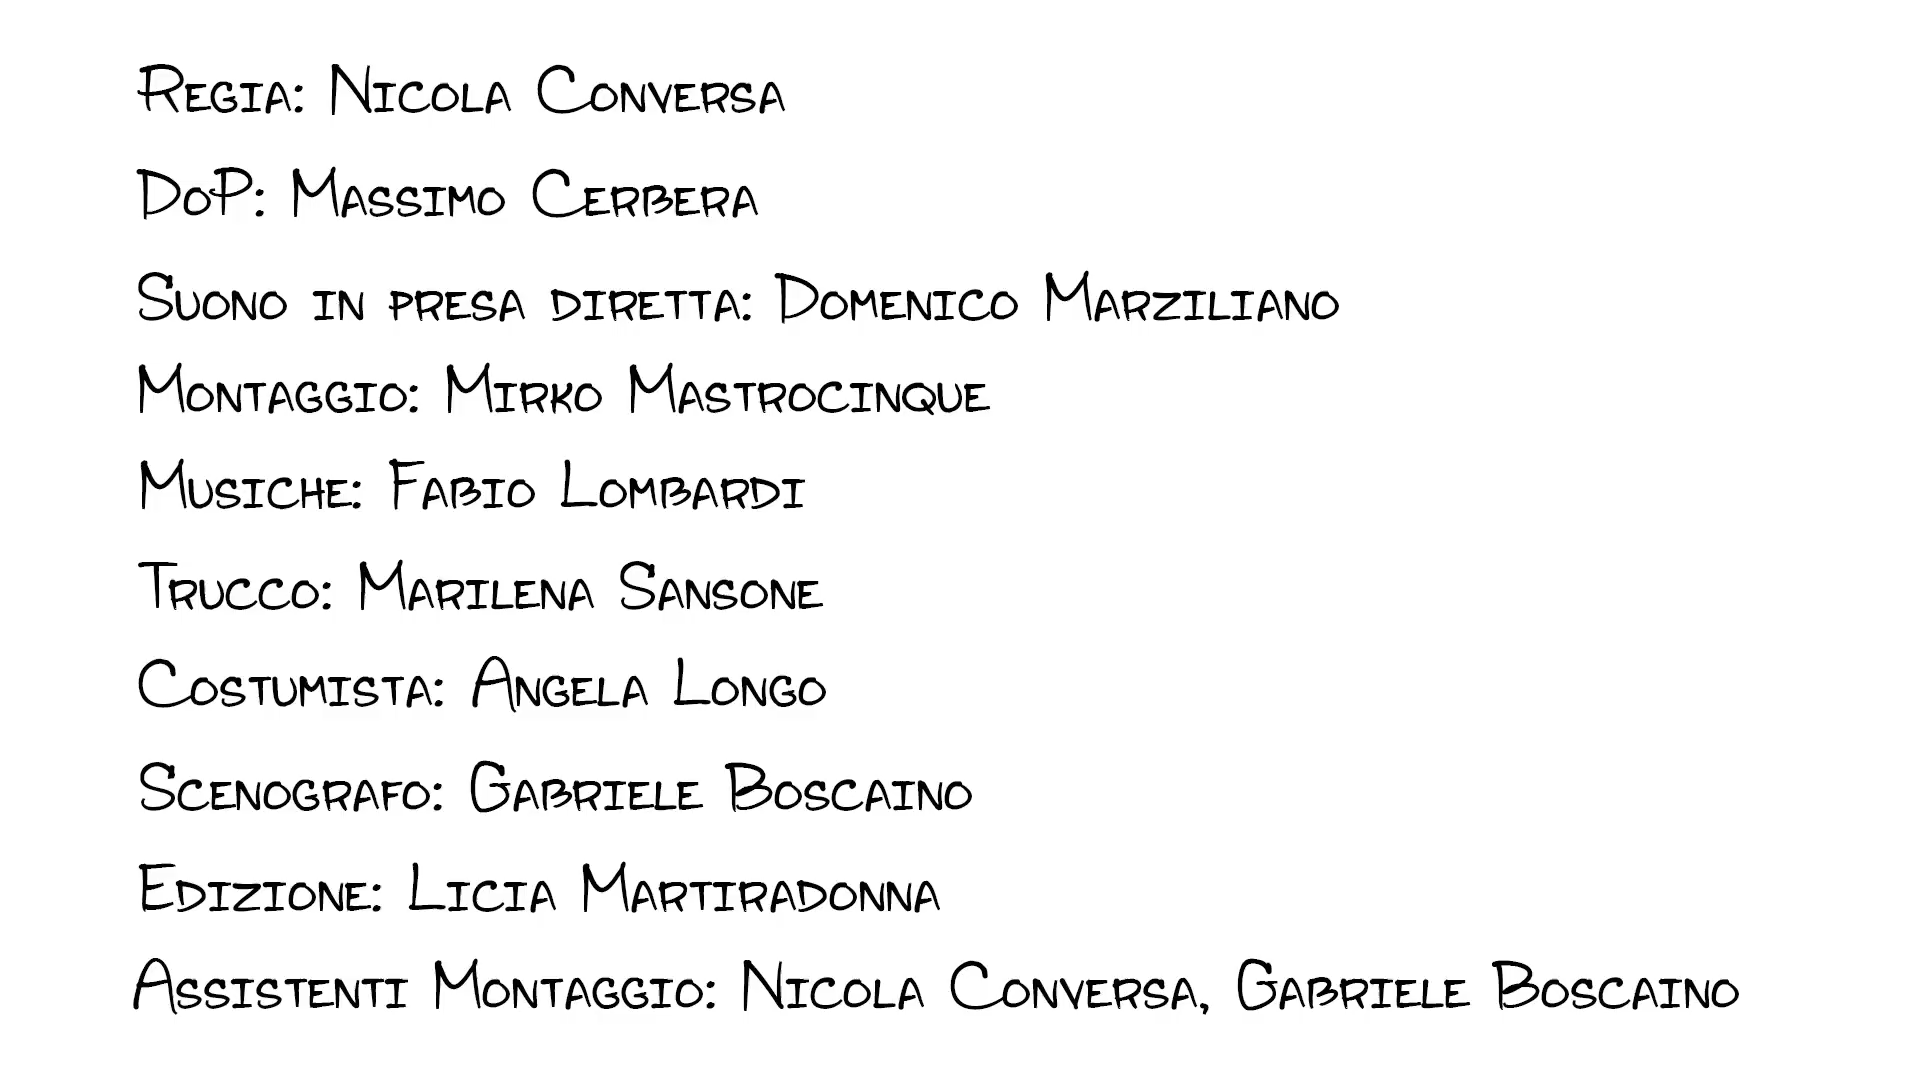 Regia: Nicola Conversa
DoP: Massimo Cerbera
Suono in presa diretta: Domenico Marziliano
Montaggio: Mirko Mastrocinque
Musiche: Fabio Lombardi
Trucco: Marilena Sansone
Costumista: Angela Longo
Scenografo: Gabriele Boscaino
Edizione: Licia Martiradonna
Assistenti Montaggio: Nicola Conversa, Gabriele Boscaino